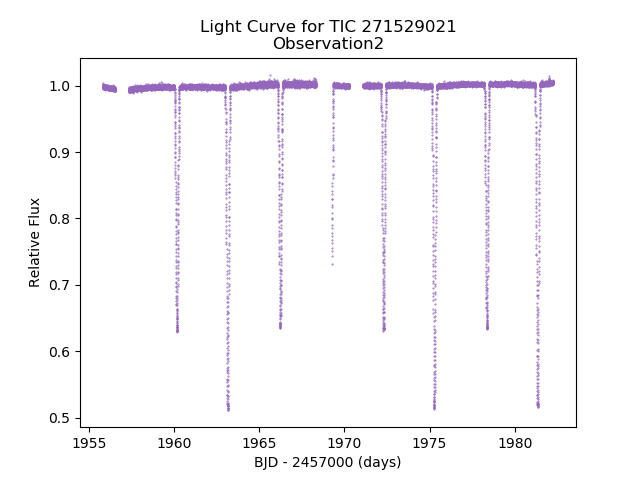 Light Curve for TIC 271529021
Observation2
1.0
0.9
0.8
0.7
0.6
0.5
Relative Flux
1955 1960 1965 1970 1975 1980
BJD - 2457000 (days)